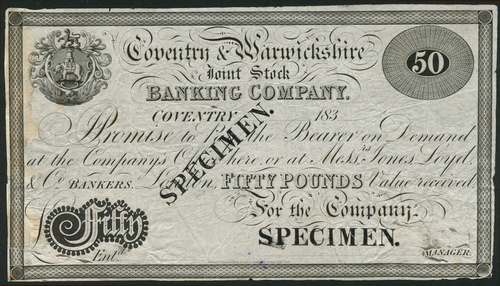 Coventry & Warwickshire
Joint Stock
BANKING COMPANY.
50
COVENTRY 183
I Promise to Pay the Bearer on Demand
at the Company's Office here, or at Mess.rs Jones, Loyd,
& Co BANKERS. London, FIFTY POUNDS Value received
For the Company.
SPECIMEN.
SPECIMEN.
£ Fifty
Ent.d
MANAGER.